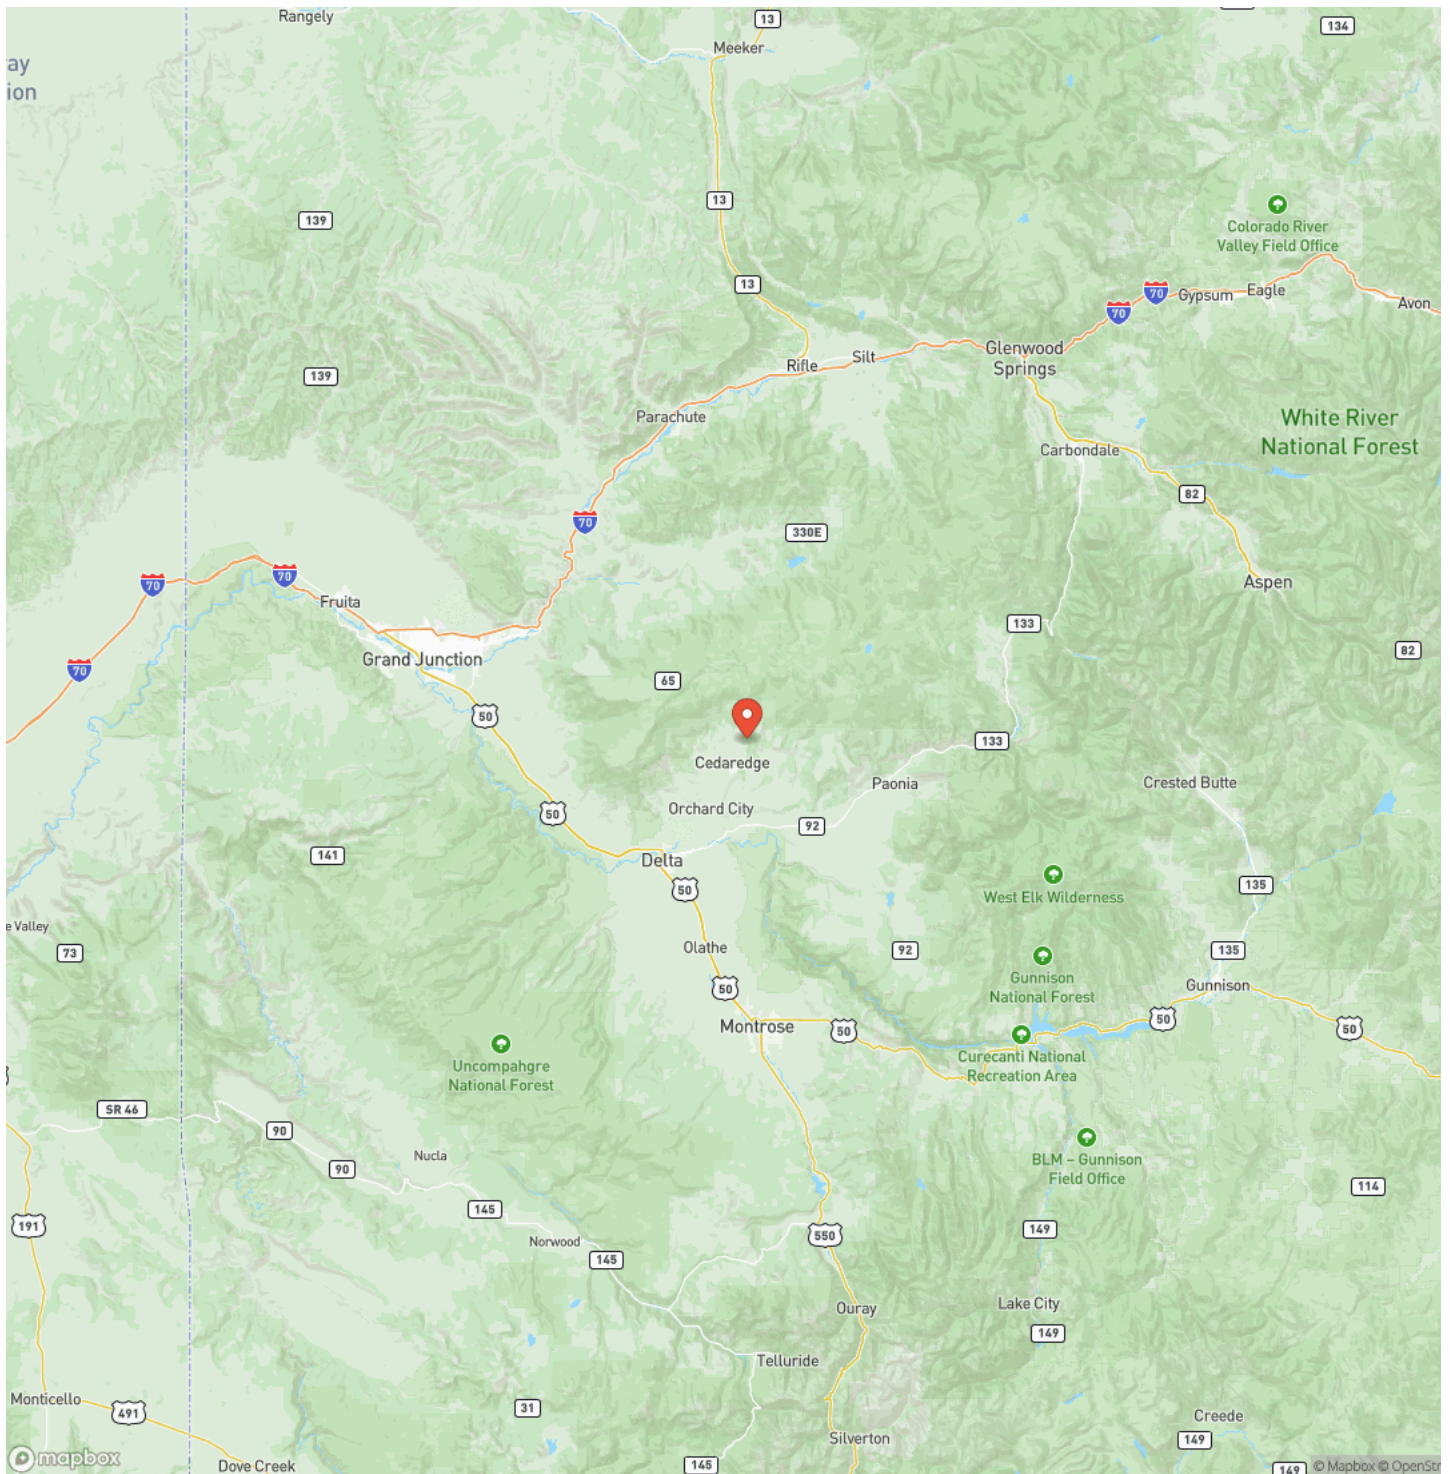 Rangely
13
134
Meeker
ay
ion
13
139
Colorado River
Valley Field Office
13
70
Gypsum
Eagle
70
Avon
Glenwood
Springs
Silt
Rifle
139
Parachute
White River
National Forest
Carbondale
82
70
330E
70
70
Aspen
Fruita
133
82
Grand Junction
70
65
50
133
Cedaredge
Paonia
Crested Butte
Orchard City
50
92
141
Delta
50
135
West Elk Wilderness
e Valley
73
Olathe
92
135
Gunnison
National Forest
Gunnison
50
Montrose
50
50
50
Curecanti National
Recreation Area
Uncompahgre
National Forest
SR 46
90
Nucla
90
BLM – Gunnison
Field Office
114
145
191
149
550
Norwood
145
Lake City
Ouray
149
Telluride
Monticello
491
31
Creede
Silverton
149
mapbox
Dove Creek
145
149
© Mapbox © OpenStr